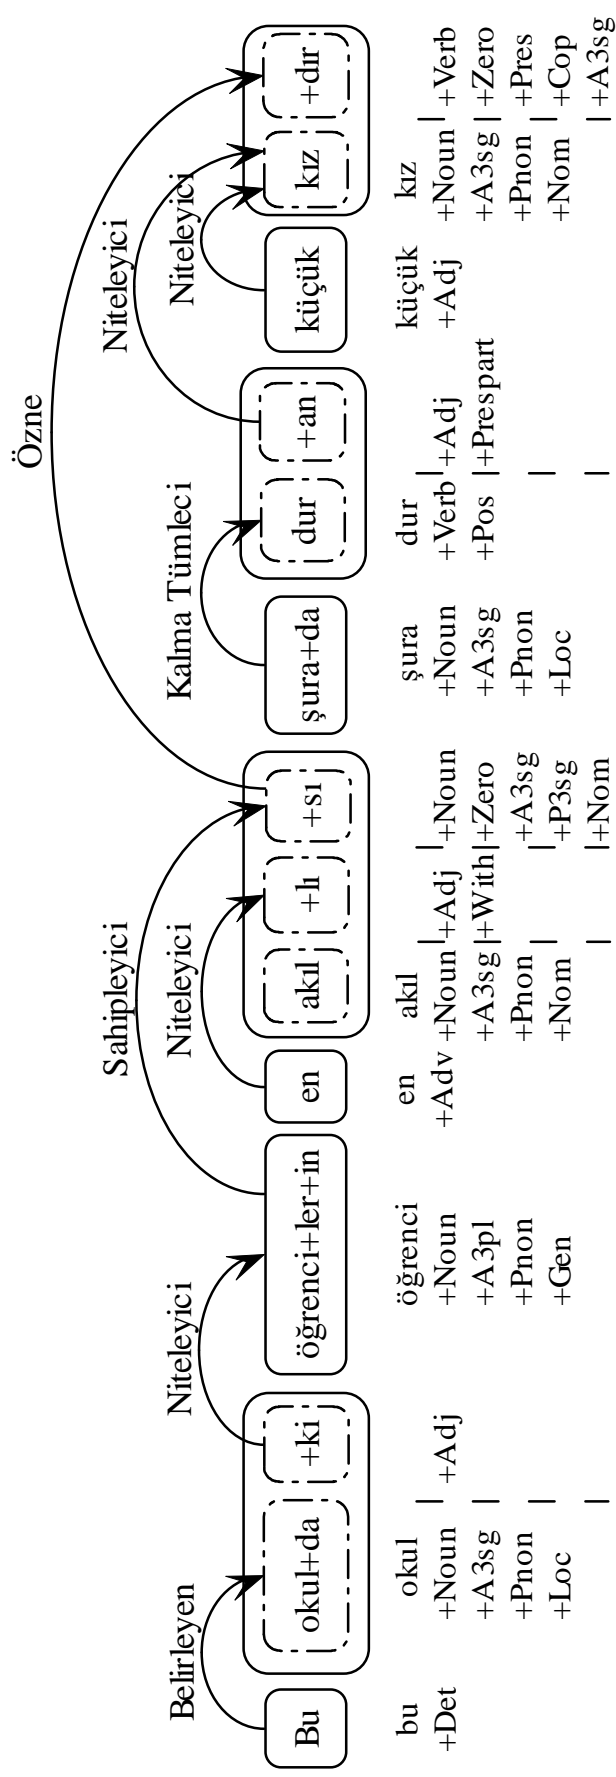 Özne
Sahipleyici
Niteleyici
Belirleyen
Niteleyici
Niteleyici
Kalma Tümleci
Niteleyici
Bu
okul+da
+ki
öğrenci+ler+in
en
akıl
+lı
+sı
şura+da
dur
+an
küçük
kız
+dır
bu
+Det
okul
+Noun
+A3sg
+Pnon
+Loc
+Adj
öğrenci
+Noun
+A3pl
+Pnon
+Gen
en
+Adv
akıl
+Noun
+A3sg
+Pnon
+Nom
+Adj
+With
+Noun
+Zero
+A3sg
+P3sg
+Nom
şura
+Noun
+A3sg
+Pnon
+Loc
dur
+Verb
+Pos
+Adj
+Prespart
küçük
+Adj
kız
+Noun
+A3sg
+Pnon
+Nom
+Verb
+Zero
+Pres
+Cop
+A3sg